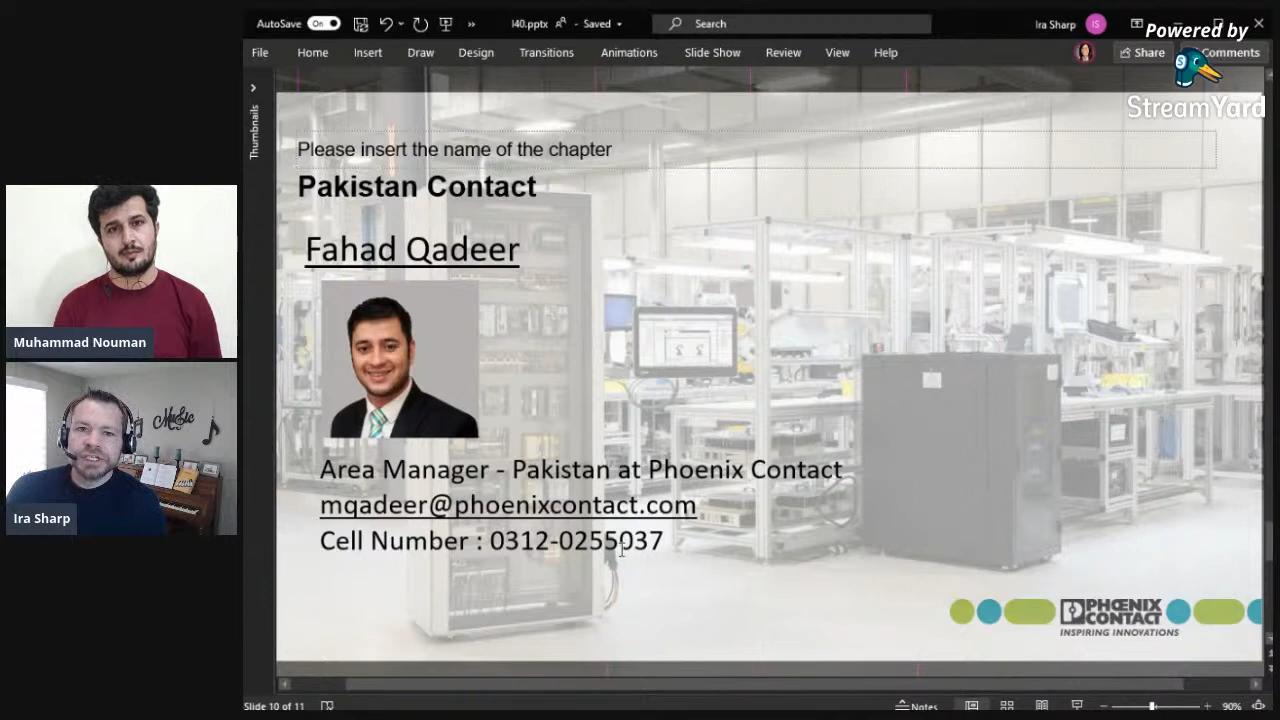 AutoSave On I40.pptx - Saved Search Ira Sharp IS
Powered by
StreamYard
File Home Insert Draw Design Transitions Animations Slide Show Review View Help Share Comments
Thumbnails
Please insert the name of the chapter
Pakistan Contact
Fahad Qadeer
Area Manager - Pakistan at Phoenix Contact
mqadeer@phoenixcontact.com
Cell Number : 0312-0255037
Muhammad Nouman
Music
Ira Sharp
PHŒNIX
CONTACT
INSPIRING INNOVATIONS
Slide 10 of 11 Notes 90%